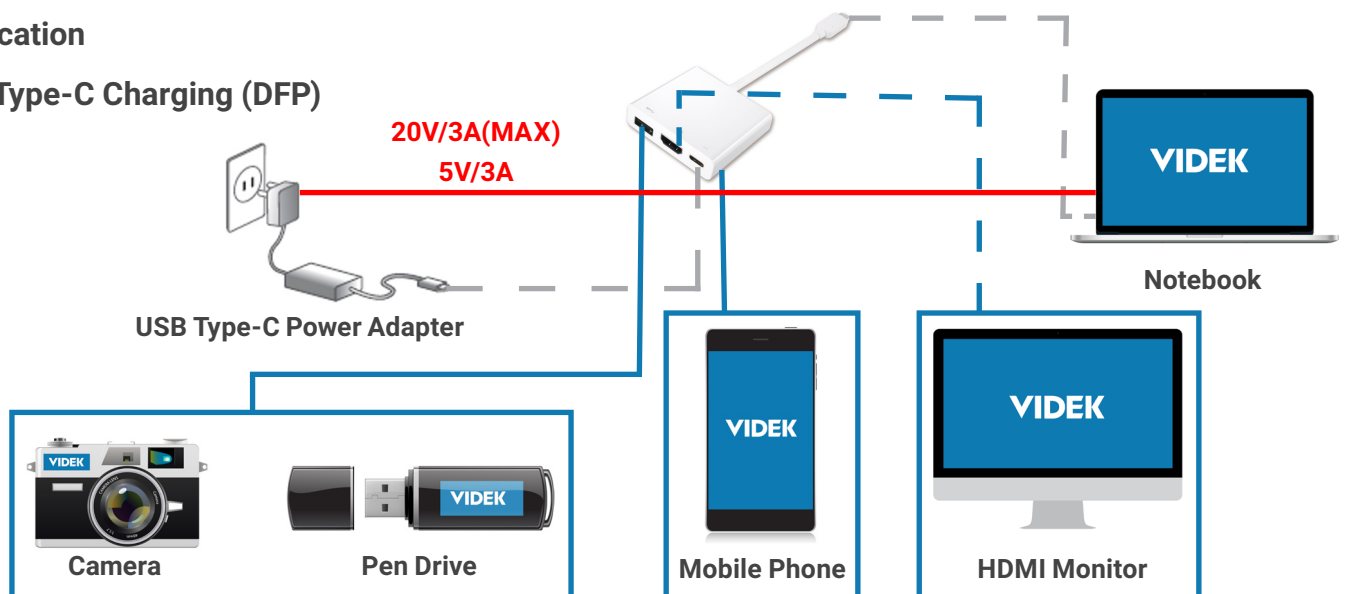 cation
Type-C Charging (DFP)
20V/3A(MAX)
5V/3A
VIDEK
Notebook
USB Type-C Power Adapter
VIDEK
VIDEK
VIDEK
VIDEK
Camera
Pen Drive
Mobile Phone
HDMI Monitor